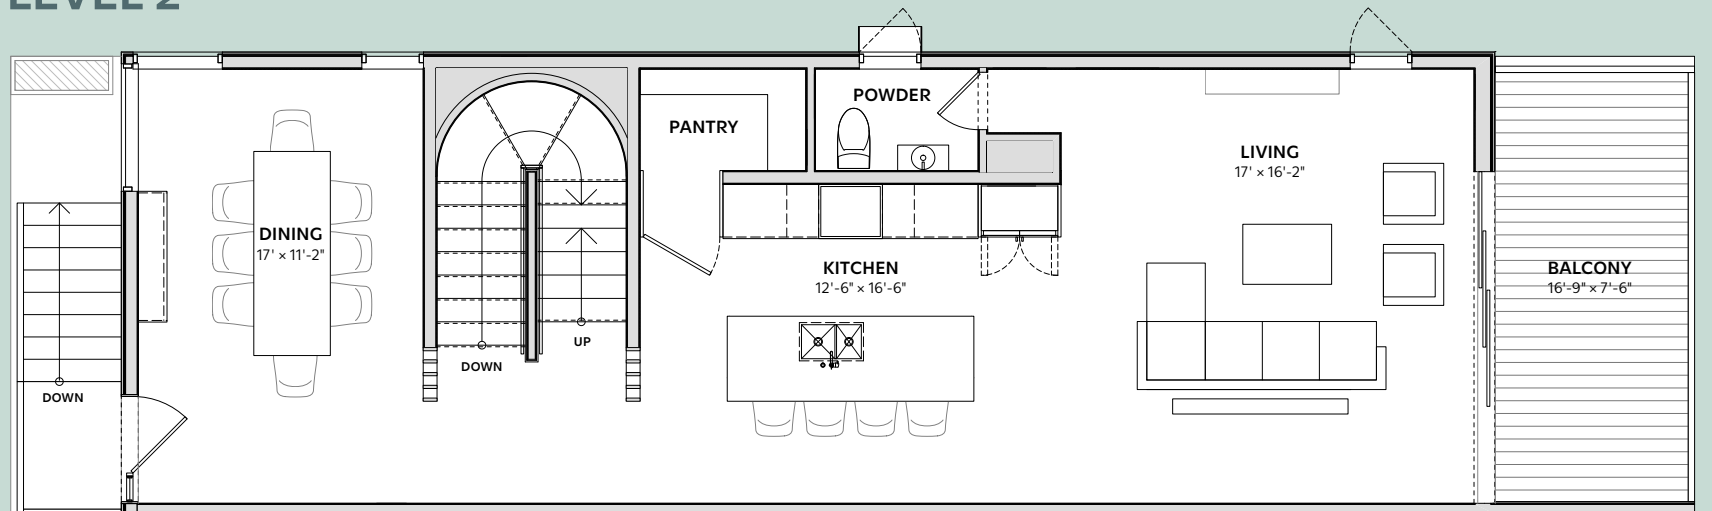 LEVEL 2
POWDER
PANTRY
LIVING
17' × 16'-2"
DINING
17' × 11'-2"
KITCHEN
12'-6" × 16'-6"
BALCONY
16'-9" × 7'-6"
UP
DOWN
DOWN